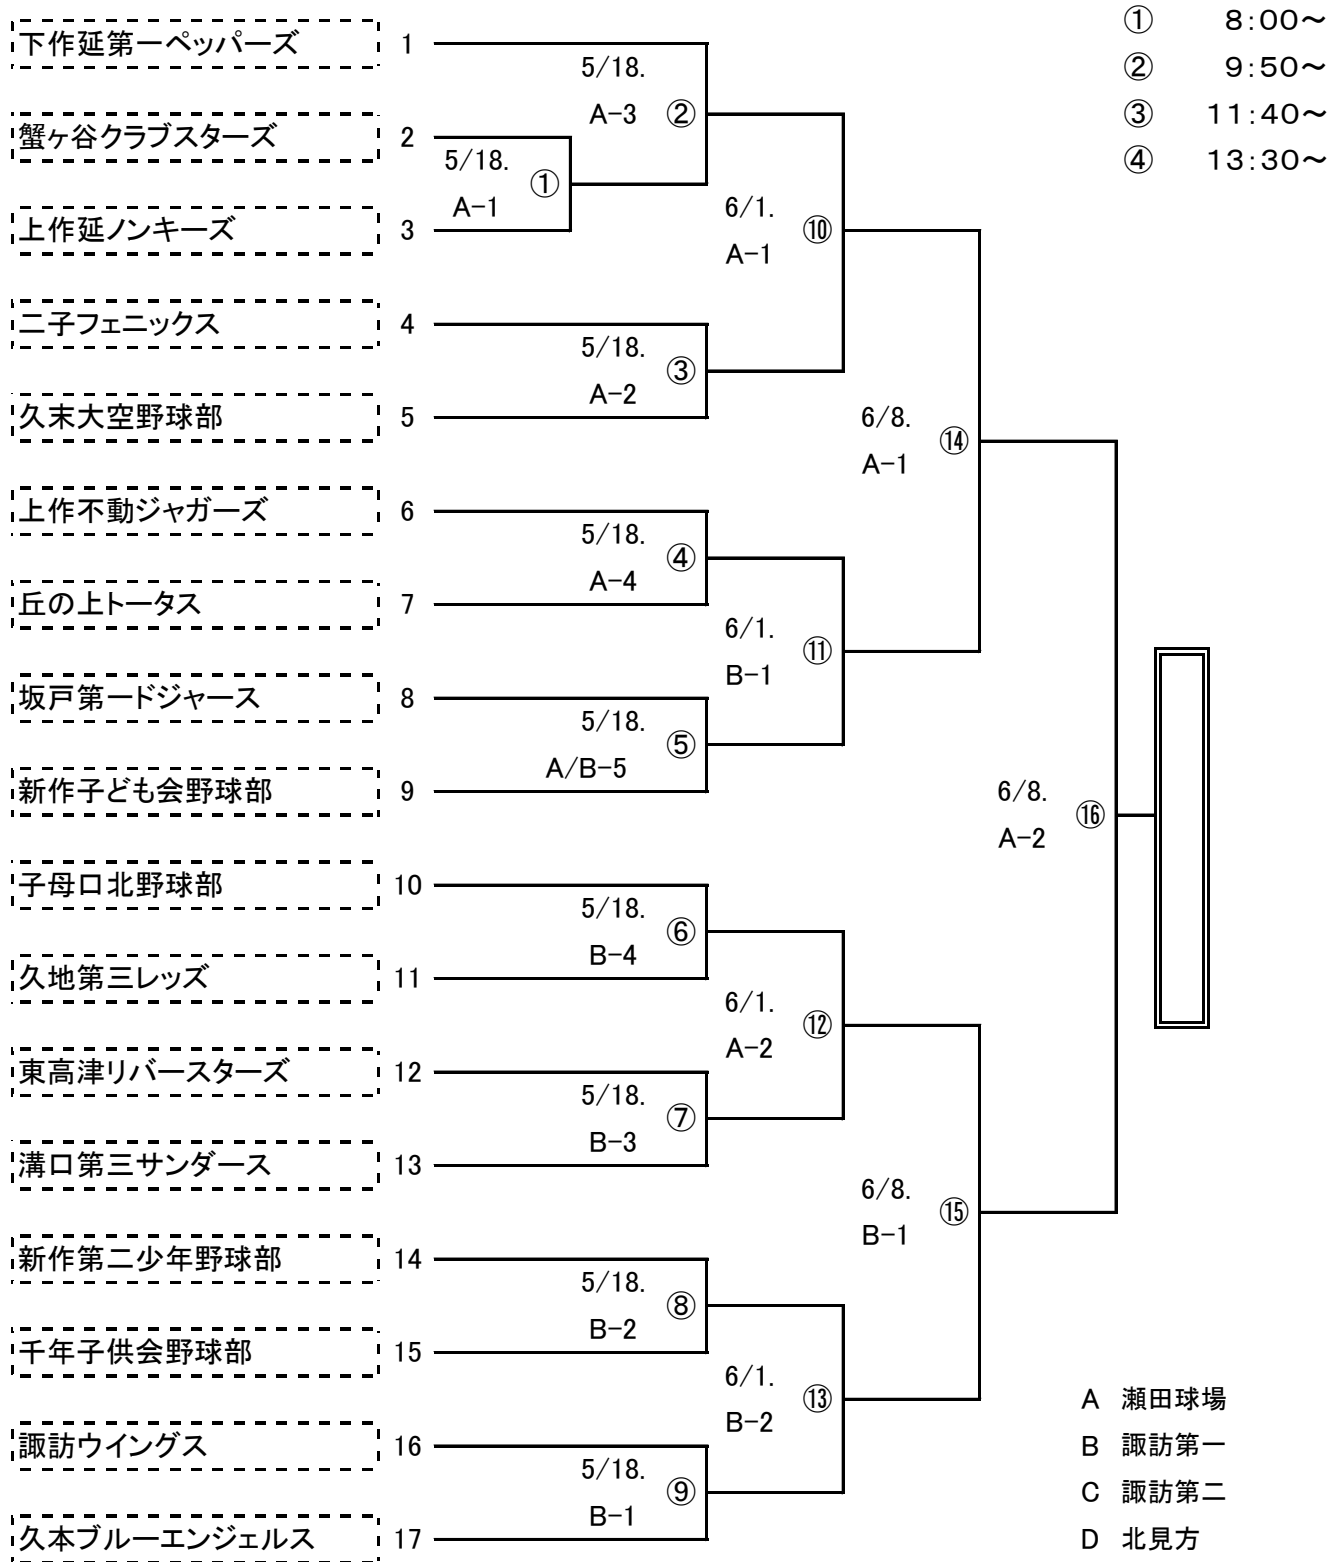 ① 8:00～
② 9:50～
③ 11:40～
④ 13:30～
下作延第一ペッパーズ 1
5/18.
A-3 ②
蟹ヶ谷クラブスターズ 2
5/18.
A-1 ①
上作延ノンキーズ 3
6/1.
A-1 ⑩
二子フェニックス 4
5/18.
A-2 ③
久末大空野球部 5
6/8.
A-1 ⑭
上作不動ジャガーズ 6
5/18.
A-4 ④
丘の上トータス 7
6/1.
B-1 ⑪
坂戸第一ドジャース 8
5/18.
A/B-5 ⑤
新作子ども会野球部 9
6/8.
A-2 ⑯
子母口北野球部 10
5/18.
B-4 ⑥
久地第三レッズ 11
6/1.
A-2 ⑫
東高津リバースターズ 12
5/18.
B-3 ⑦
溝口第三サンダース 13
6/8.
B-1 ⑮
新作第二少年野球部 14
5/18.
B-2 ⑧
千年子供会野球部 15
6/1.
B-2 ⑬
諏訪ウイングス 16
5/18.
B-1 ⑨
久本ブルーエンジェルス 17
A 瀬田球場
B 諏訪第一
C 諏訪第二
D 北見方